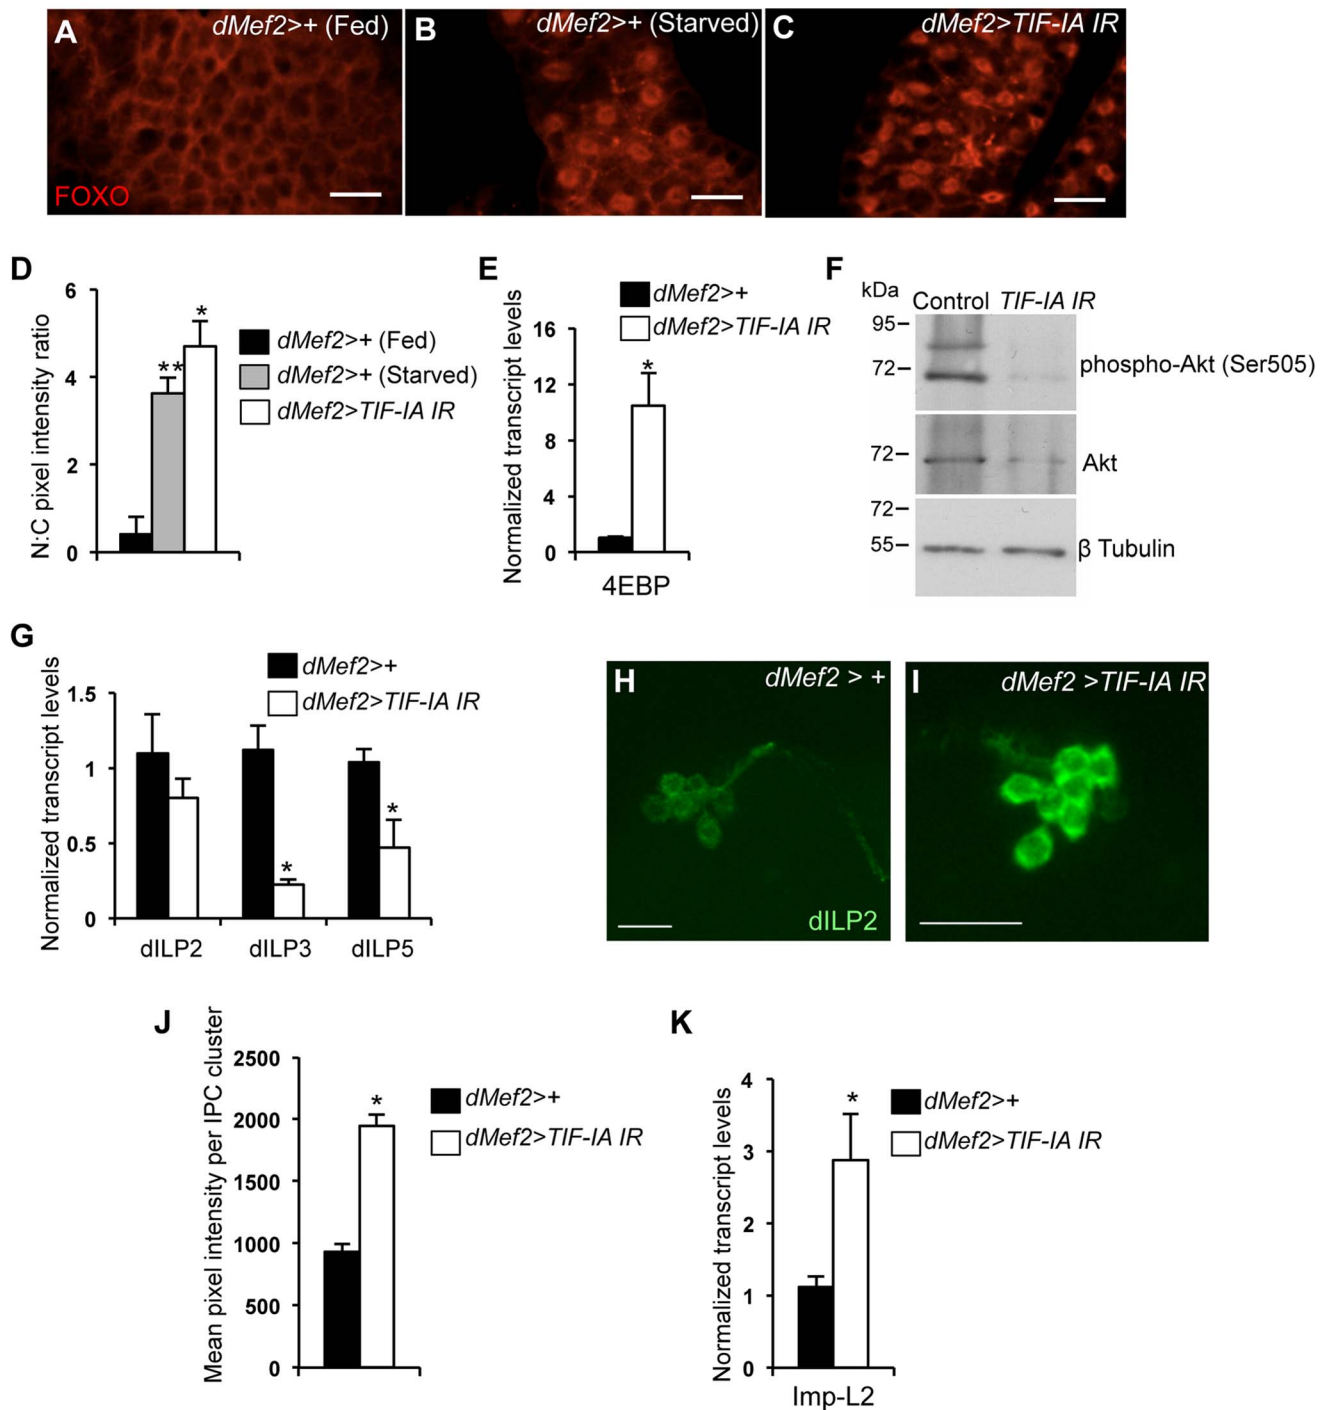 A dMef2>+ (Fed)
B dMef2>+ (Starved)
C dMef2>TIF-IA IR
FOXO
D
N:C pixel intensity ratio
6
4
2
0
*
**
dMef2>+ (Fed)
dMef2>+ (Starved)
dMef2>TIF-IA IR
E
Normalized transcript levels
16
12
8
4
0
*
dMef2>+
dMef2>TIF-IA IR
4EBP
F
kDa
Control TIF-IA IR
95
72
phospho-Akt (Ser505)
72
Akt
72
55
β Tubulin
G
Normalized transcript levels
1.5
1
0.5
0
dMef2>+
dMef2>TIF-IA IR
*
*
dILP2 dILP3 dILP5
H dMef2 > +
dILP2
I dMef2 >TIF-IA IR
J
Mean pixel intensity per IPC cluster
2500
2000
1500
1000
500
0
*
dMef2>+
dMef2>TIF-IA IR
K
Normalized transcript levels
4
3
2
1
0
*
dMef2>+
dMef2>TIF-IA IR
Imp-L2